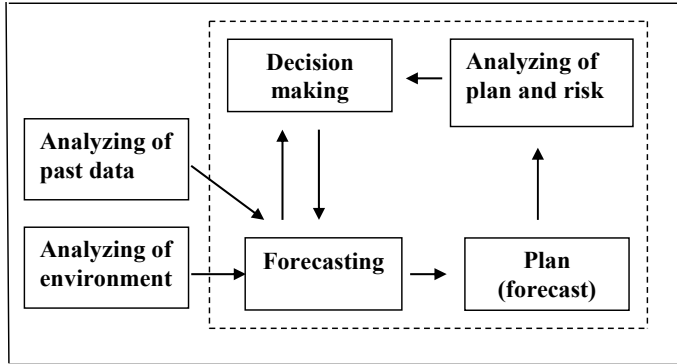 Decision
making
Analyzing of
plan and risk
Analyzing of
past data
Analyzing of
environment
Forecasting
Plan
(forecast)